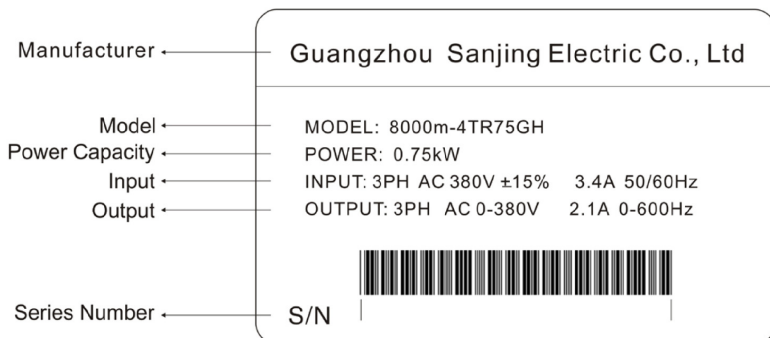 Manufacturer
Guangzhou Sanjing Electric Co., Ltd
Model
MODEL: 8000m-4TR75GH
Power Capacity
POWER: 0.75kW
Input
INPUT: 3PH AC 380V ±15% 3.4A 50/60Hz
Output
OUTPUT: 3PH AC 0-380V 2.1A 0-600Hz
Series Number
S/N